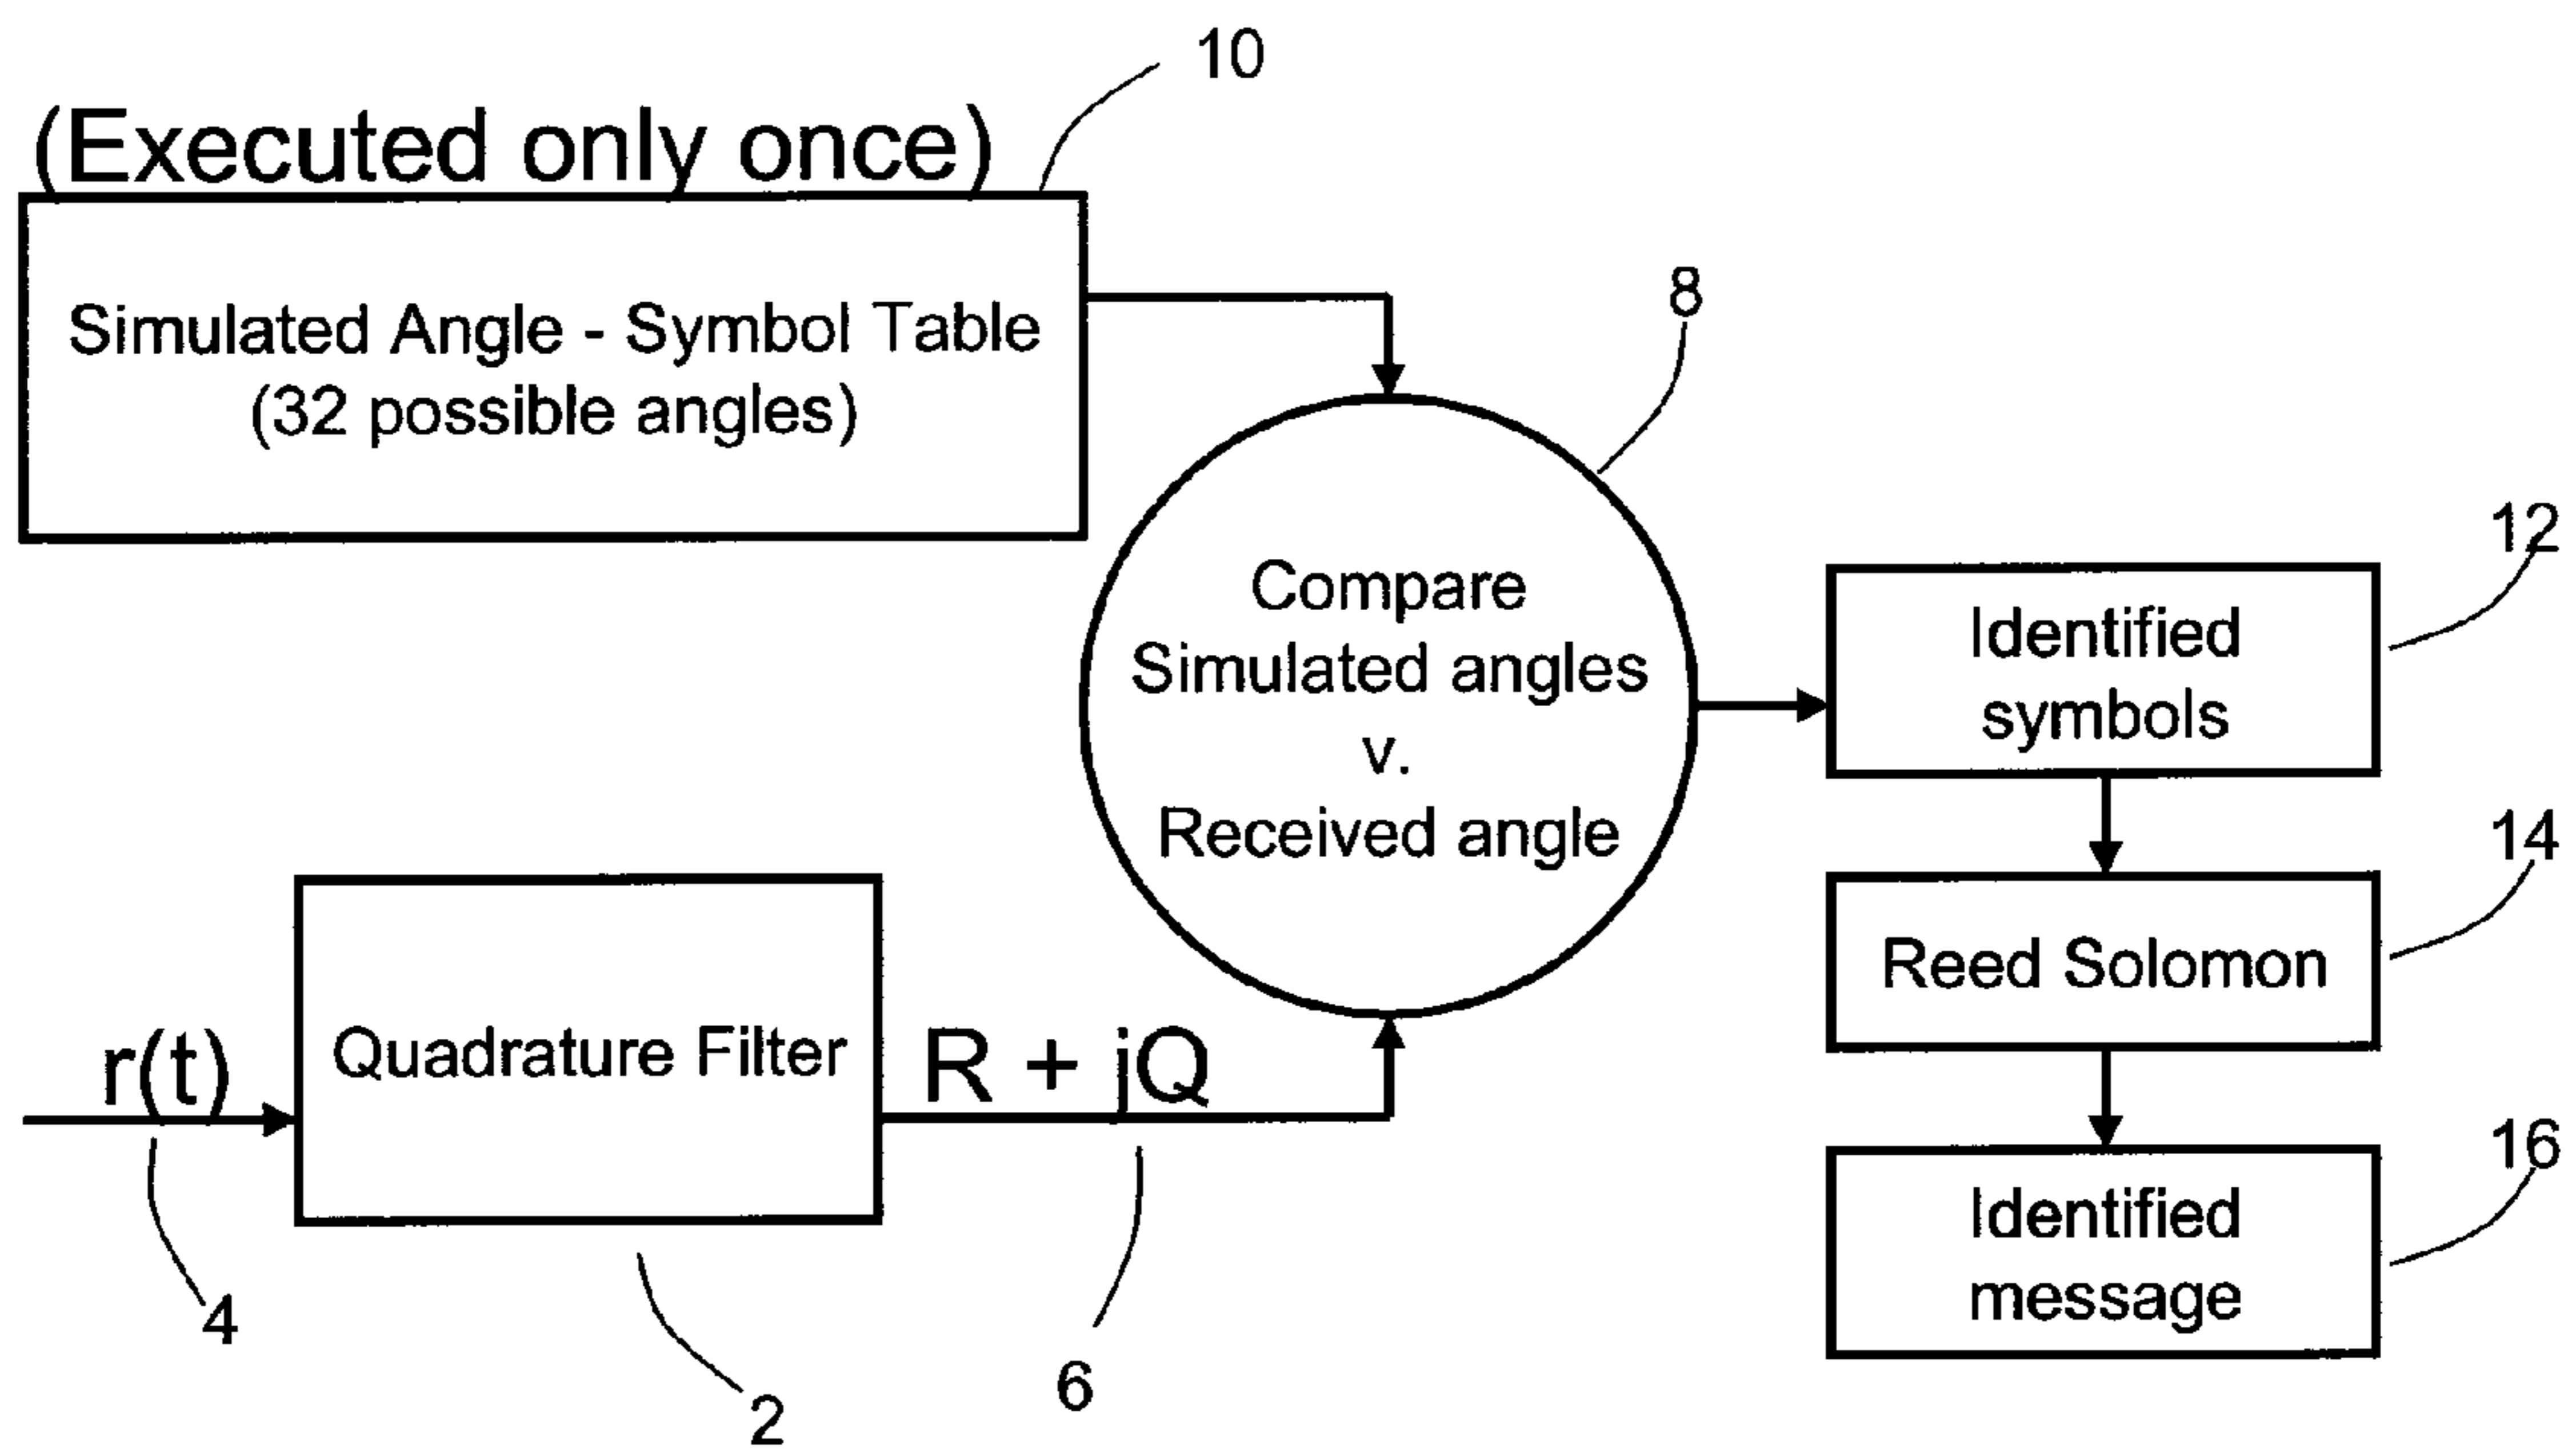 10
(Executed only once)
Simulated Angle - Symbol Table
(32 possible angles)
8
Compare
Simulated angles
v.
Received angle
12
Identified
symbols
14
Reed Solomon
16
Identified
message
r(t)
Quadrature Filter
R + jQ
4
2
6